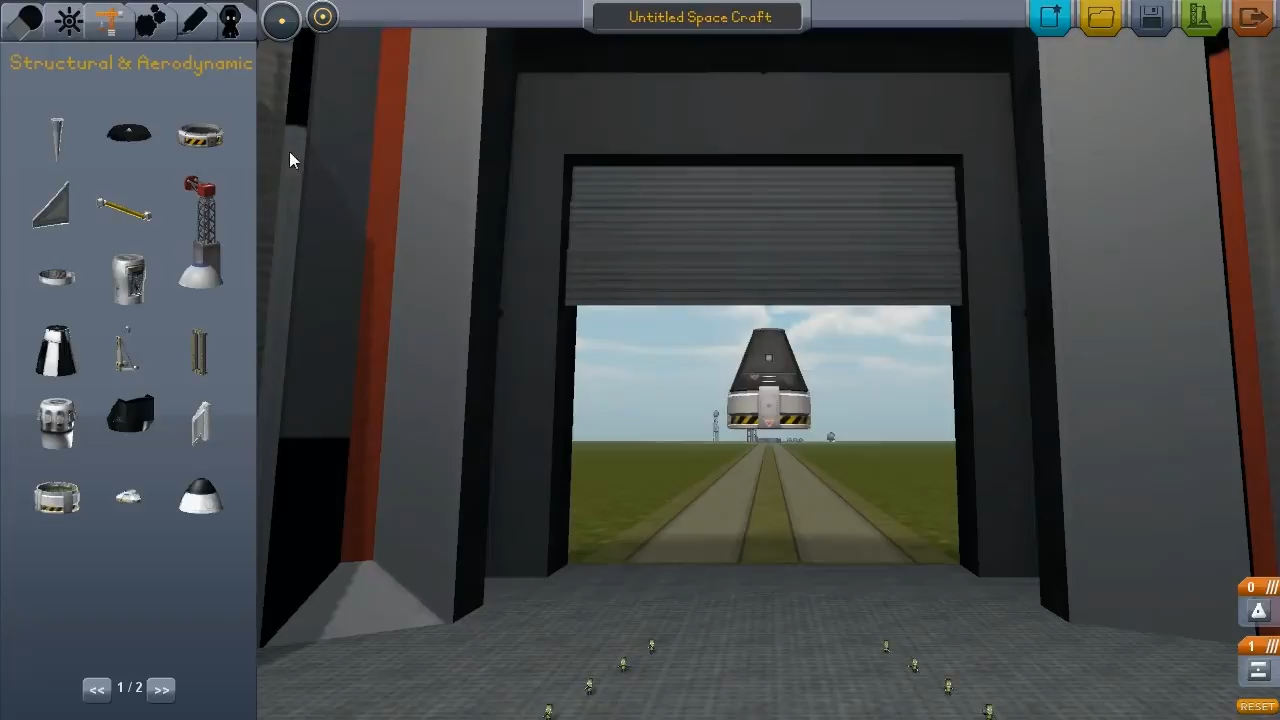 Untitled Space Craft
Structural & Aerodynamic
0
1
RESET
<< 1 / 2 >>